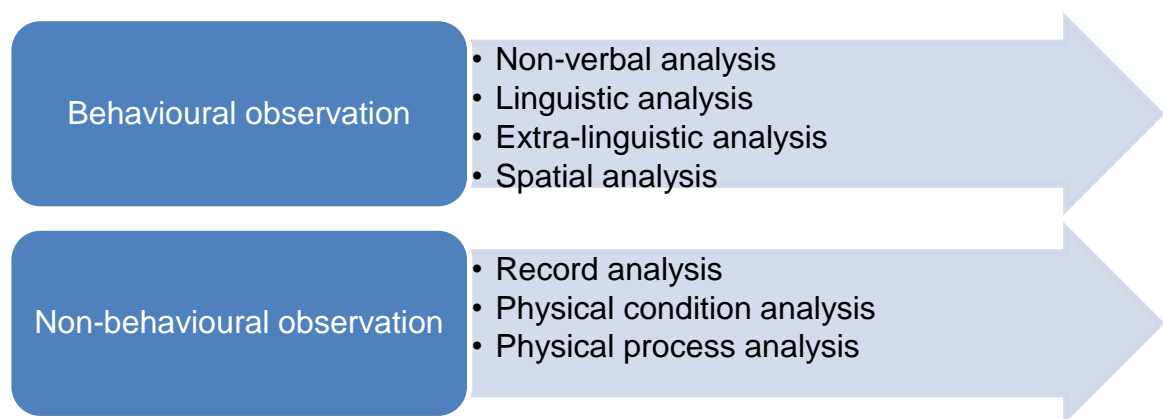 Behavioural observation
• Non-verbal analysis
• Linguistic analysis
• Extra-linguistic analysis
• Spatial analysis
Non-behavioural observation
• Record analysis
• Physical condition analysis
• Physical process analysis